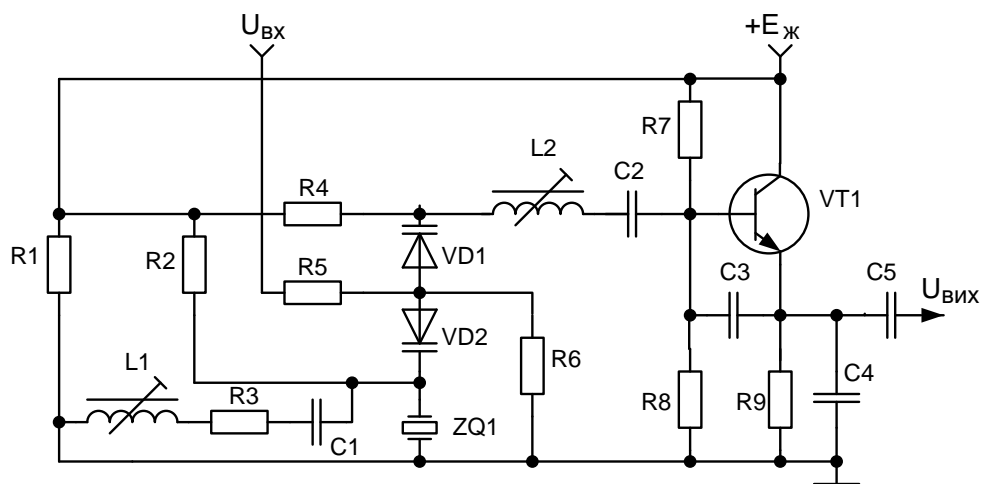 Uвх
+Eж
R7
L2
C2
R4
VT1
R1
R2
VD1
R5
C3
C5
Uвих
VD2
L1
R6
C4
R3
R8
R9
C1
ZQ1